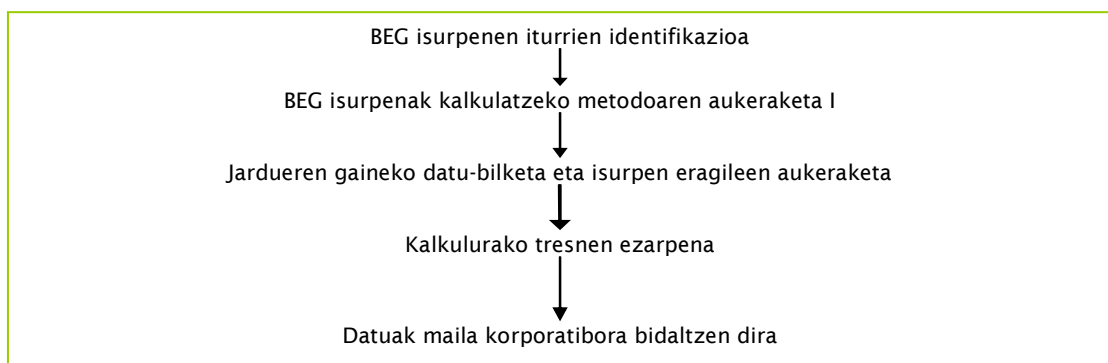 BEG isurpenen iturrien identifikazioa
BEG isurpenak kalkulatzeko metodoaren aukeraketa I
Jardueren gaineko datu-bilketa eta isurpen eragileen aukeraketa
Kalkulurako tresnen ezarpena
Datuak maila korporatibora bidaltzen dira